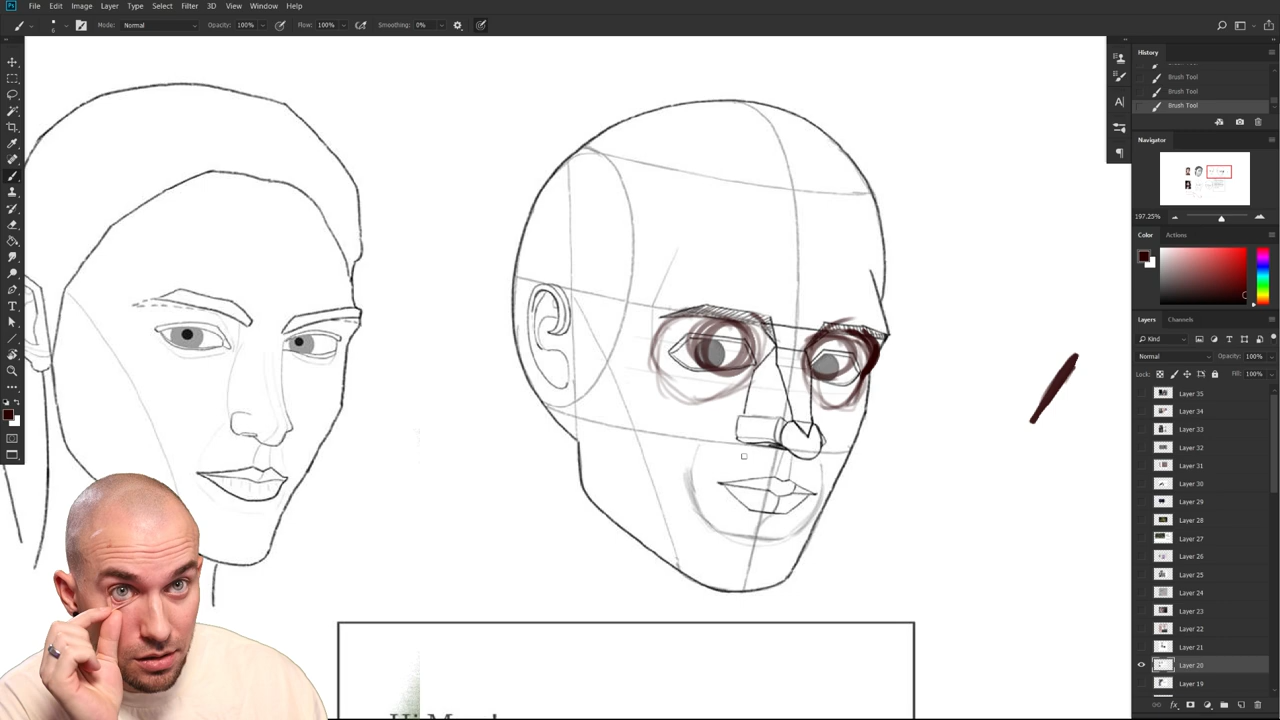 Ps File Edit Image Layer Type Select Filter 3D View Window Help
Mode: Normal Opacity: 100% Flow: 100% Smoothing: 0%
6
History
Brush Tool
Brush Tool
Brush Tool
Navigator
197.25%
Color Actions
Layers Channels
Kind
Normal Opacity: 100%
Lock: Fill: 100%
Layer 35
Layer 34
Layer 33
Layer 32
Layer 31
Layer 30
Layer 29
Layer 28
Layer 27
Layer 26
Layer 25
Layer 24
Layer 23
Layer 22
Layer 21
Layer 20
Layer 19
fx